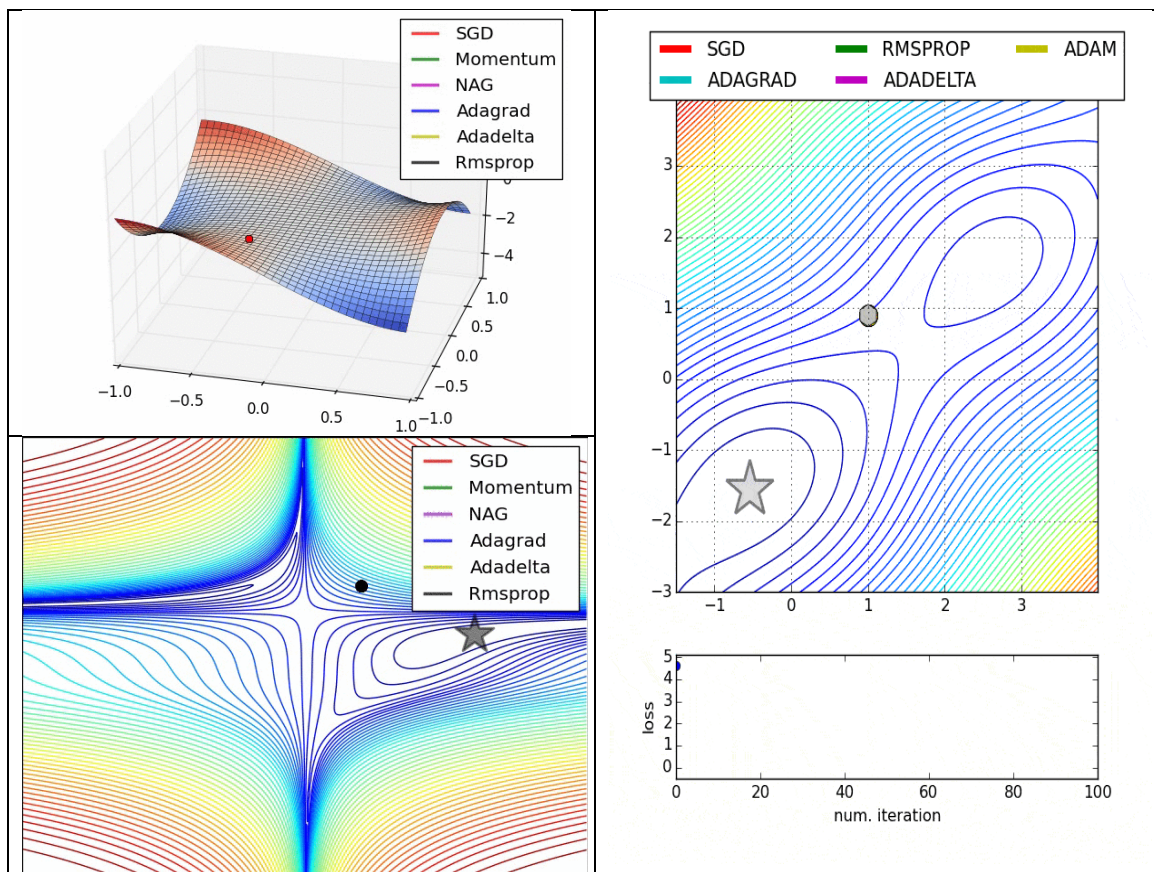 SGD
Momentum
NAG
Adagrad
Adadelta
Rmsprop
−2
−4
1.0
0.5
0.0
−0.5
−1.0
−1.0
−0.5
0.0
0.5
1.0
SGD
Momentum
NAG
Adagrad
Adadelta
Rmsprop
SGD RMSPROP ADAM
ADAGRAD ADADELTA
3
2
1
0
−1
−2
−3
−1 0 1 2 3
5
4
3
2
1
0
loss
0 20 40 60 80 100
num. iteration